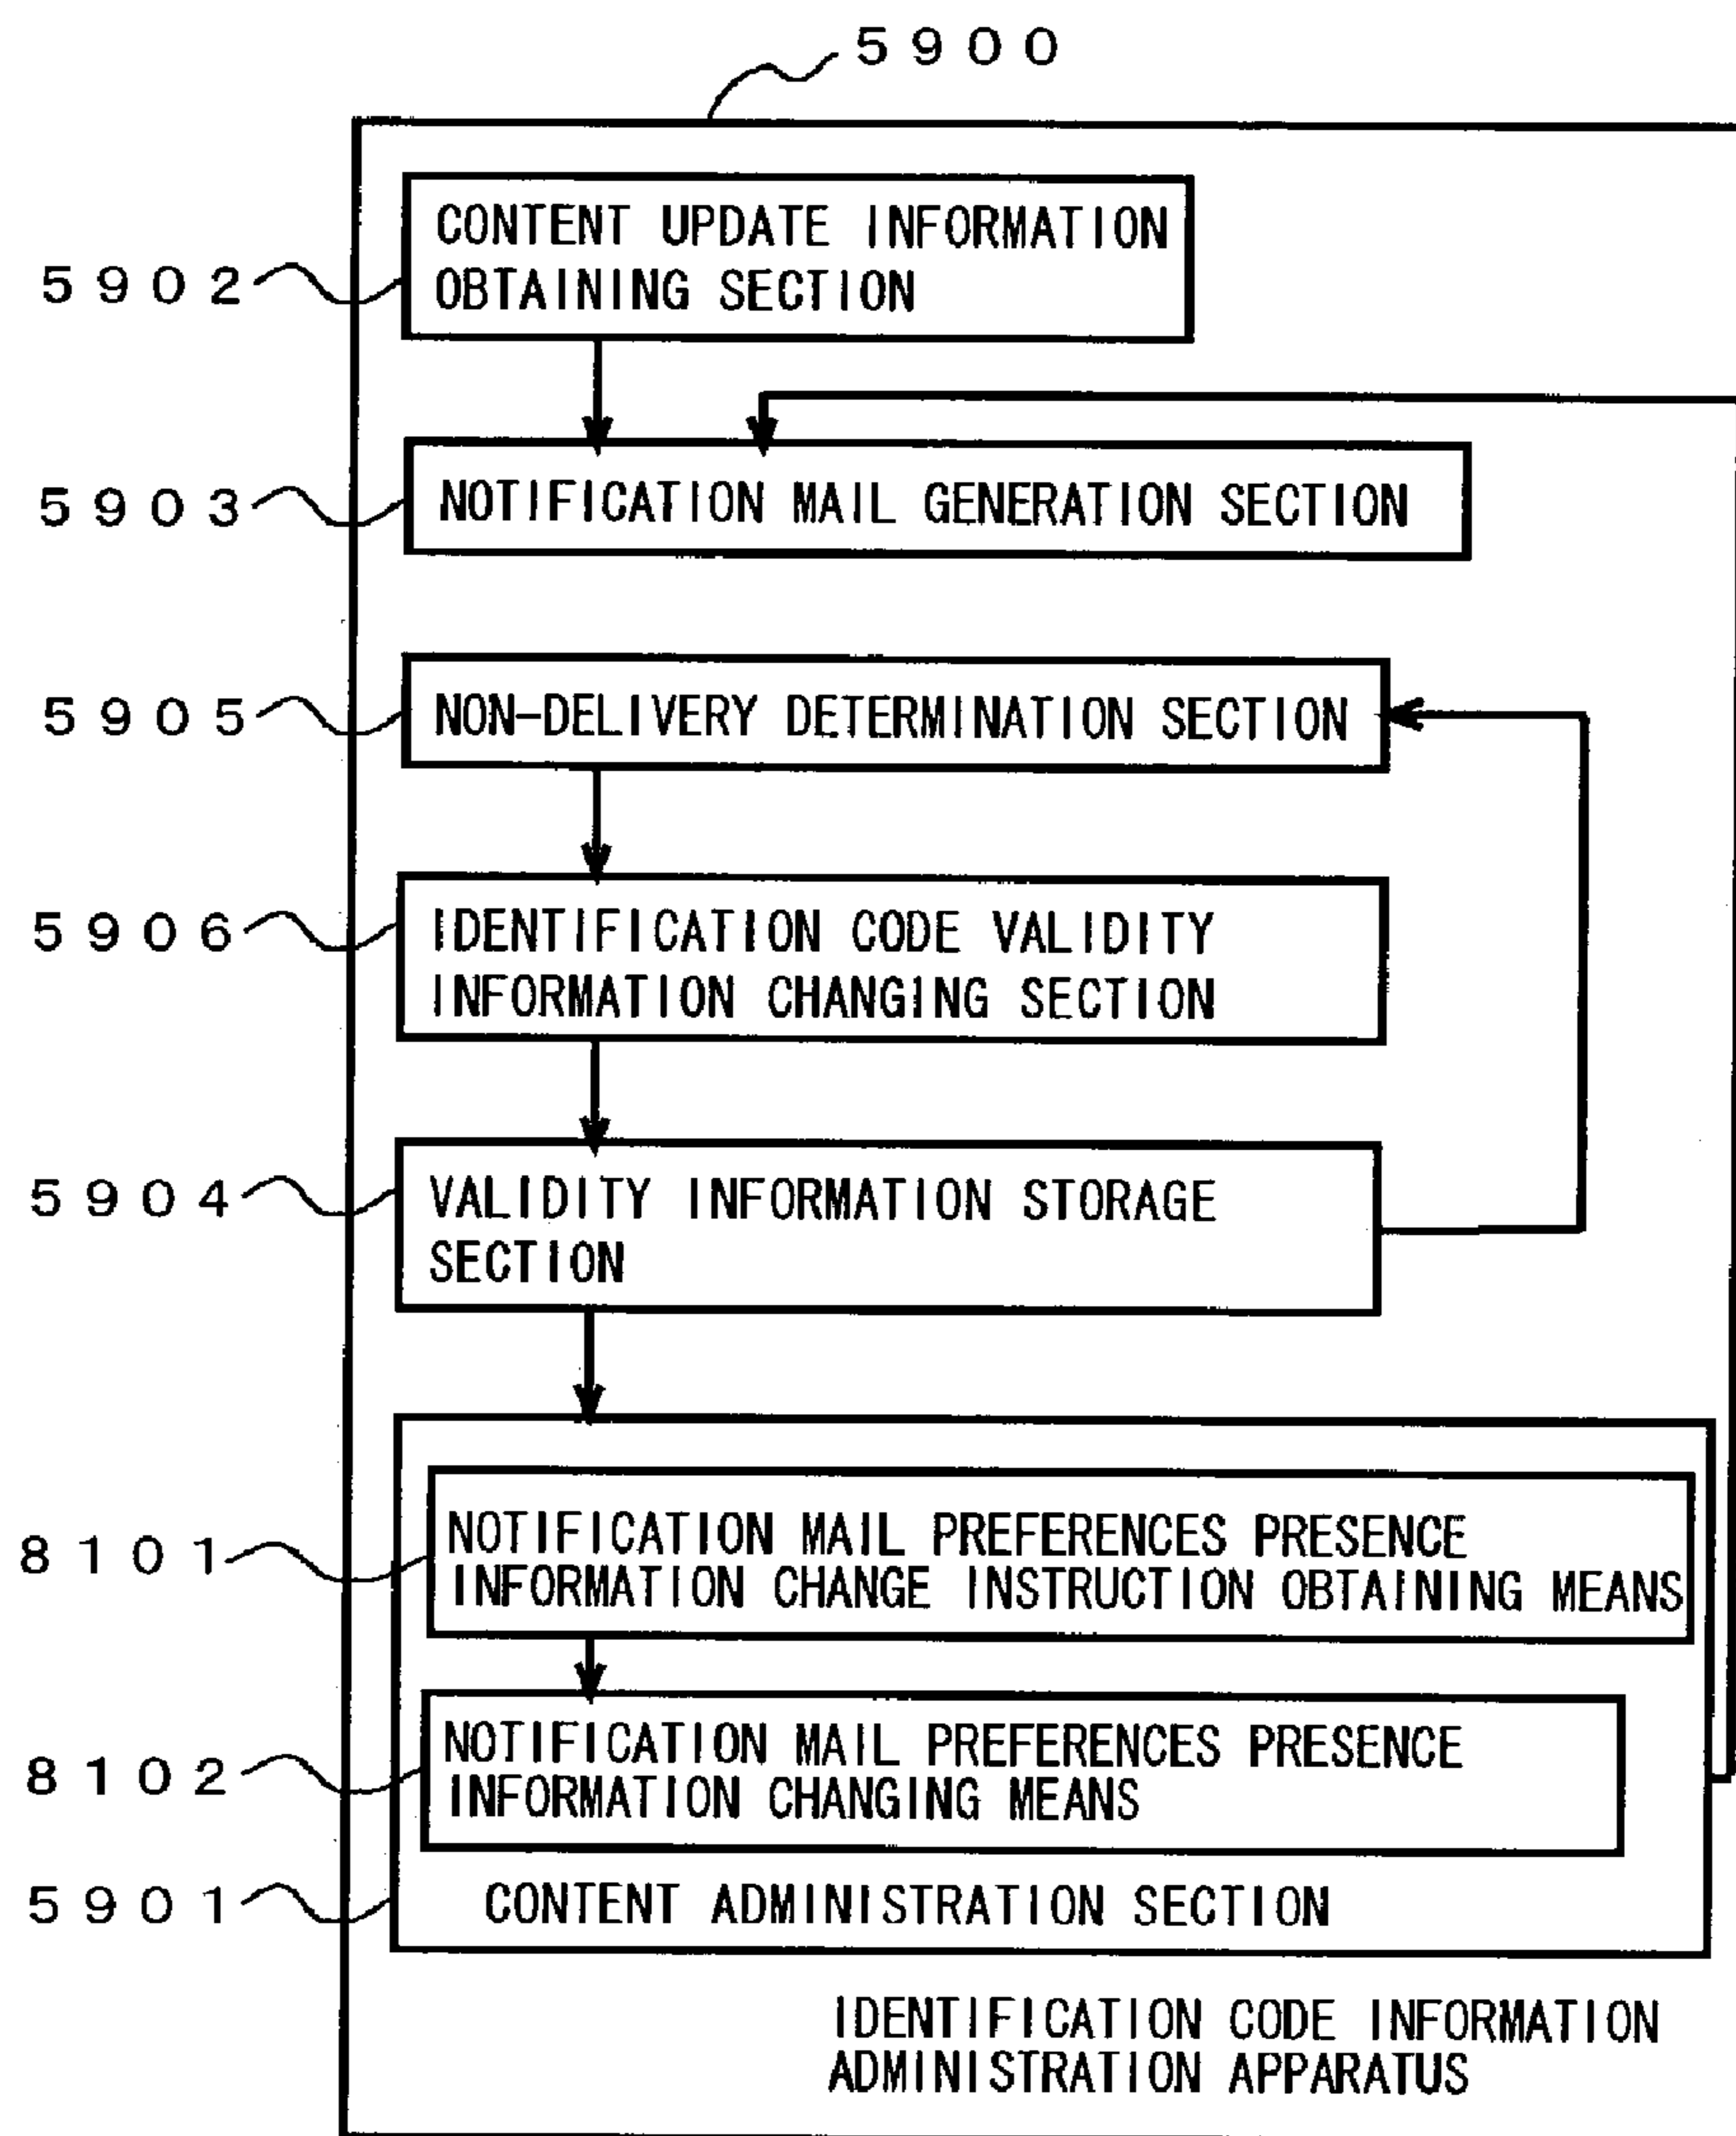 5900
CONTENT UPDATE INFORMATION
OBTAINING SECTION
5902
5903
NOTIFICATION MAIL GENERATION SECTION
5905
NON-DELIVERY DETERMINATION SECTION
5906
IDENTIFICATION CODE VALIDITY
INFORMATION CHANGING SECTION
5904
VALIDITY INFORMATION STORAGE
SECTION
8101
NOTIFICATION MAIL PREFERENCES PRESENCE
INFORMATION CHANGE INSTRUCTION OBTAINING MEANS
8102
NOTIFICATION MAIL PREFERENCES PRESENCE
INFORMATION CHANGING MEANS
5901
CONTENT ADMINISTRATION SECTION
IDENTIFICATION CODE INFORMATION
ADMINISTRATION APPARATUS